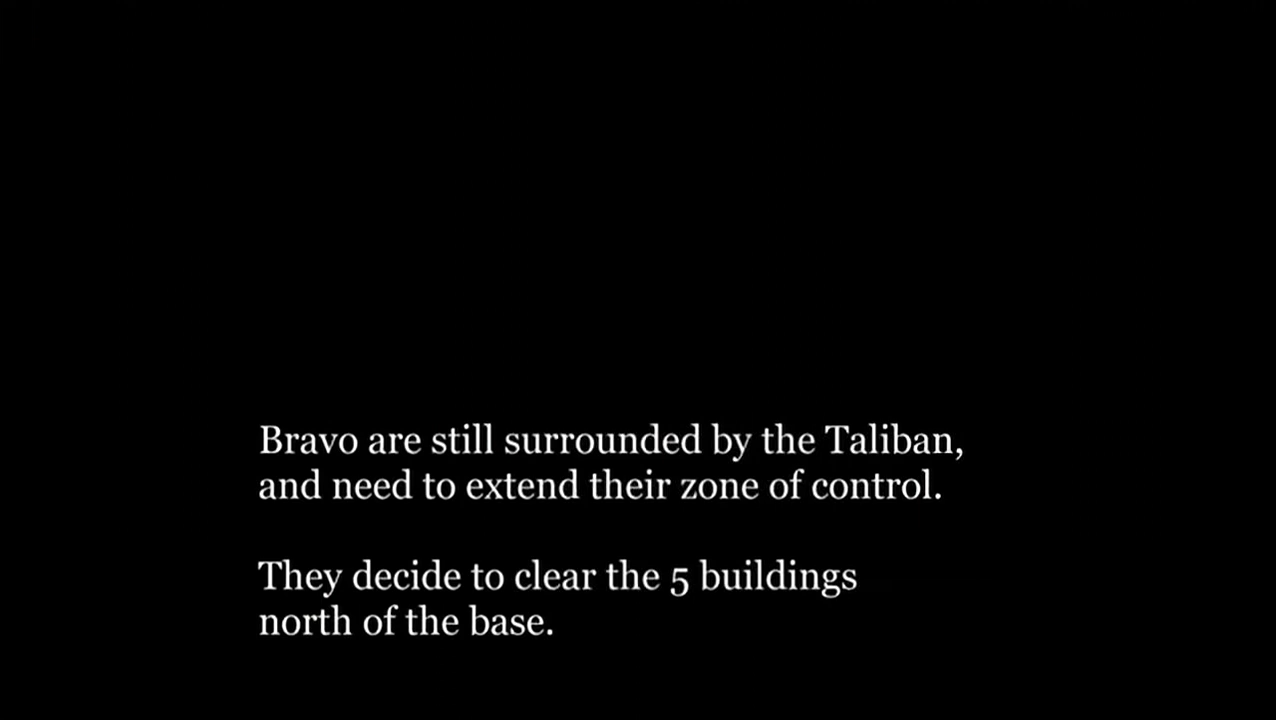 Bravo are still surrounded by the Taliban,
and need to extend their zone of control.
They decide to clear the 5 buildings
north of the base.